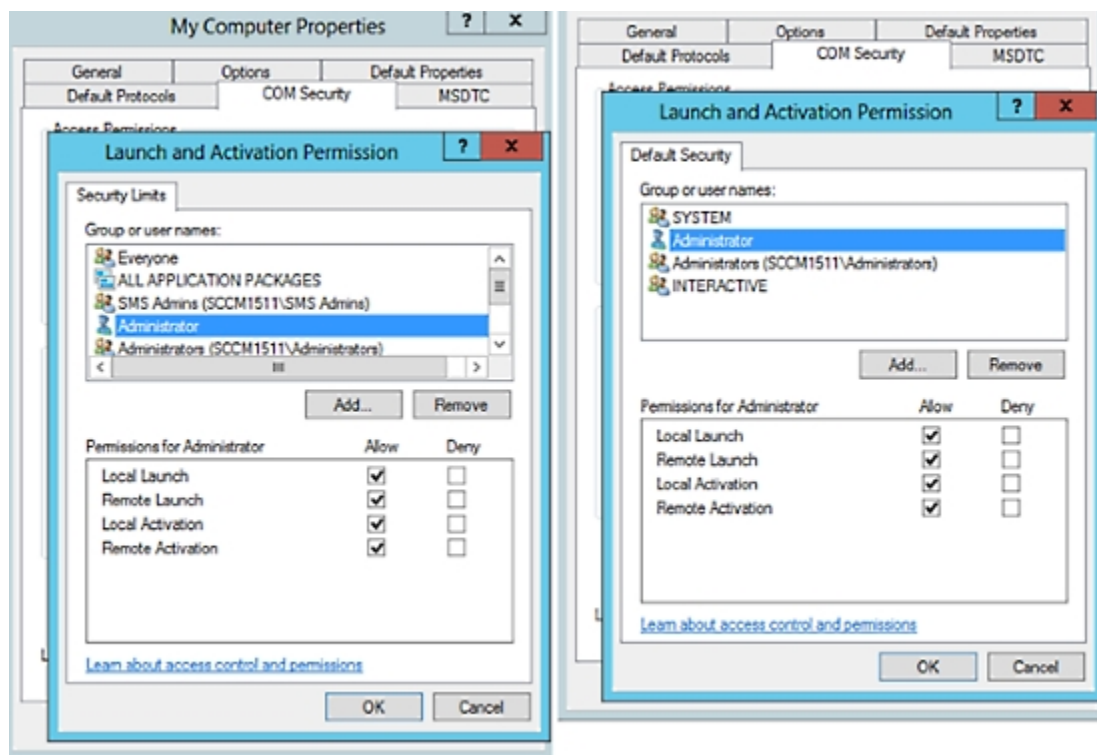 My Computer Properties
? x
General Options Default Properties
Default Protocols COM Security MSDTC
Access Permissions
Launch and Activation Permission
? x
Security Limits
Group or user names:
Everyone
ALL APPLICATION PACKAGES
SMS Admins (SCCM1511\SMS Admins)
Administrator
Administrators (SCCM1511\Administrators)
Add... Remove
Permissions for Administrator Allow Deny
Local Launch
Remote Launch
Local Activation
Remote Activation
Learn about access control and permissions
OK Cancel
General Options Default Properties
Default Protocols COM Security MSDTC
Access Permissions
Launch and Activation Permission
? x
Default Security
Group or user names:
SYSTEM
Administrator
Administrators (SCCM1511\Administrators)
INTERACTIVE
Add... Remove
Permissions for Administrator Allow Deny
Local Launch
Remote Launch
Local Activation
Remote Activation
Learn about access control and permissions
OK Cancel